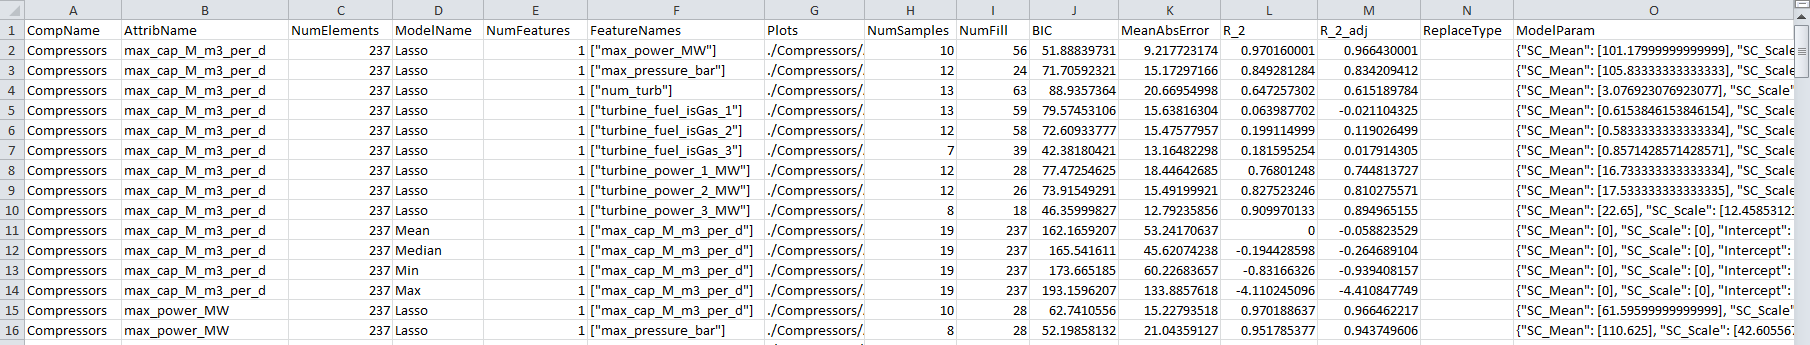 A B C D E F G H I J K L M N O
1 CompName AttribName NumElements ModelName NumFeatures FeatureNames Plots NumSamples NumFill BIC MeanAbsError R_2 R_2_adj ReplaceType ModelParam
2 Compressors max_cap_M_m3_per_d 237 Lasso 1 ["max_power_MW"] ./Compressors/. 10 56 51.88839731 9.217723174 0.970160001 0.966430001 {"SC_Mean": [101.17999999999999], "SC_Scale
3 Compressors max_cap_M_m3_per_d 237 Lasso 1 ["max_pressure_bar"] ./Compressors/. 12 24 71.70592321 15.17297166 0.849281284 0.834209412 {"SC_Mean": [105.83333333333333], "SC_Scale
4 Compressors max_cap_M_m3_per_d 237 Lasso 1 ["num_turb"] ./Compressors/. 13 63 88.9357364 20.66954998 0.647257302 0.615189784 {"SC_Mean": [3.076923076923077], "SC_Scale"
5 Compressors max_cap_M_m3_per_d 237 Lasso 1 ["turbine_fuel_isGas_1"] ./Compressors/. 13 59 79.57453106 15.63816304 0.063987702 -0.021104325 {"SC_Mean": [0.6153846153846154], "SC_Scale
6 Compressors max_cap_M_m3_per_d 237 Lasso 1 ["turbine_fuel_isGas_2"] ./Compressors/. 12 58 72.60933777 15.47577957 0.199114999 0.119026499 {"SC_Mean": [0.5833333333333334], "SC_Scale
7 Compressors max_cap_M_m3_per_d 237 Lasso 1 ["turbine_fuel_isGas_3"] ./Compressors/. 7 39 42.38180421 13.16482298 0.181595254 0.017914305 {"SC_Mean": [0.8571428571428571], "SC_Scale
8 Compressors max_cap_M_m3_per_d 237 Lasso 1 ["turbine_power_1_MW"] ./Compressors/. 12 28 77.47254625 18.44642685 0.76801248 0.744813727 {"SC_Mean": [16.733333333333334], "SC_Scale
9 Compressors max_cap_M_m3_per_d 237 Lasso 1 ["turbine_power_2_MW"] ./Compressors/. 12 26 73.91549291 15.49199921 0.827523246 0.810275571 {"SC_Mean": [17.533333333333335], "SC_Scale
10 Compressors max_cap_M_m3_per_d 237 Lasso 1 ["turbine_power_3_MW"] ./Compressors/. 8 18 46.35999827 12.79235856 0.909970133 0.894965155 {"SC_Mean": [22.65], "SC_Scale": [12.4585312
11 Compressors max_cap_M_m3_per_d 237 Mean 1 ["max_cap_M_m3_per_d"] ./Compressors/. 19 237 162.1659207 53.24170637 0 -0.058823529 {"SC_Mean": [0], "SC_Scale": [0], "Intercept":
12 Compressors max_cap_M_m3_per_d 237 Median 1 ["max_cap_M_m3_per_d"] ./Compressors/. 19 237 165.541611 45.62074238 -0.194428598 -0.264689104 {"SC_Mean": [0], "SC_Scale": [0], "Intercept":
13 Compressors max_cap_M_m3_per_d 237 Min 1 ["max_cap_M_m3_per_d"] ./Compressors/. 19 237 173.665185 60.22683657 -0.83166326 -0.939408157 {"SC_Mean": [0], "SC_Scale": [0], "Intercept":
14 Compressors max_cap_M_m3_per_d 237 Max 1 ["max_cap_M_m3_per_d"] ./Compressors/. 19 237 193.1596207 133.8857618 -4.110245096 -4.410847749 {"SC_Mean": [0], "SC_Scale": [0], "Intercept":
15 Compressors max_power_MW 237 Lasso 1 ["max_cap_M_m3_per_d"] ./Compressors/. 10 28 62.7410556 15.22793518 0.970188637 0.966462217 {"SC_Mean": [61.59599999999999], "SC_Scale"
16 Compressors max_power_MW 237 Lasso 1 ["max_pressure_bar"] ./Compressors/. 8 28 52.19858132 21.04359127 0.951785377 0.943749606 {"SC_Mean": [110.625], "SC_Scale": [42.605567